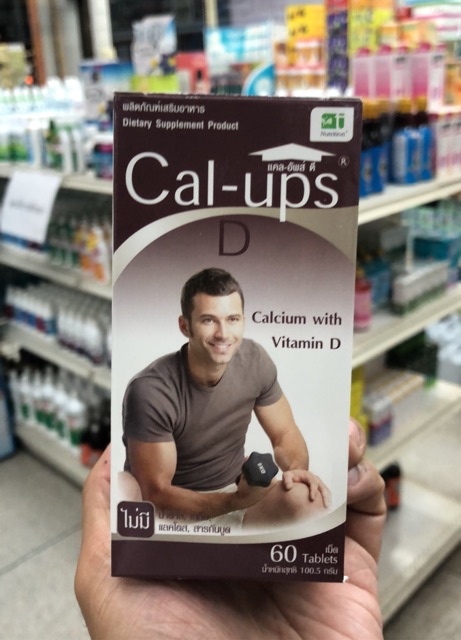 ผลิตภัณฑ์เสริมอาหาร
Dietary Supplement Product
Nutrition
แคล-อัพส์ ดี
Cal-ups®
D
Calcium with
Vitamin D
ไม่มี
แลคโตส, สารกันบูด
60 เม็ด
Tablets
น้ำหนักสุทธิ 100.5 กรัม